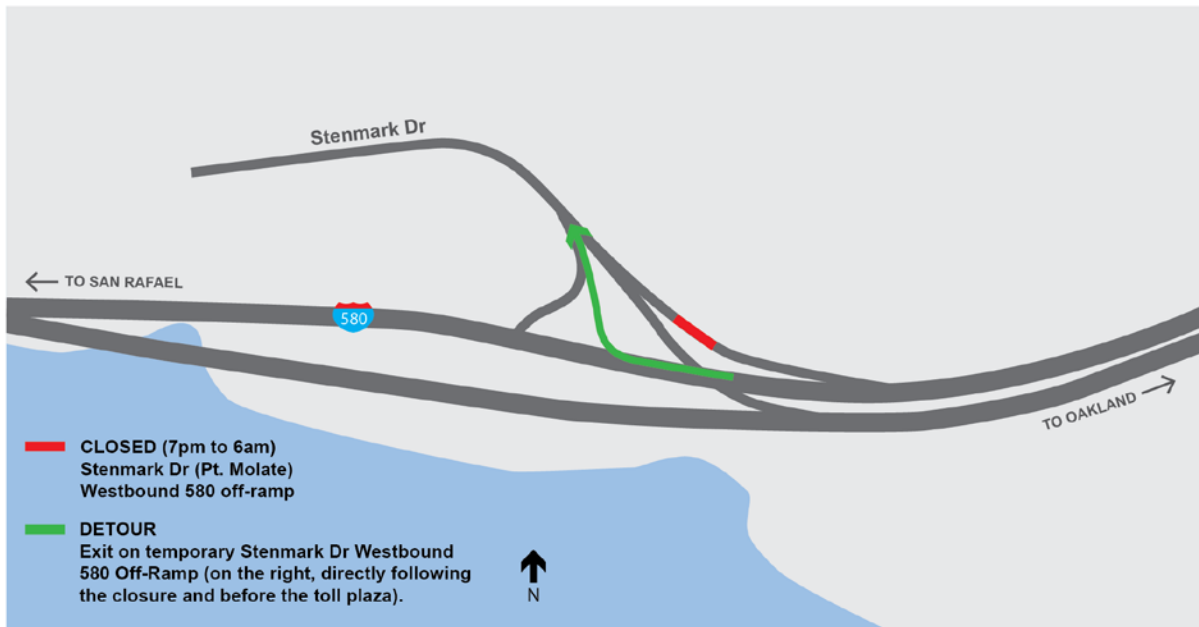 Stenmark Dr
TO SAN RAFAEL
580
TO OAKLAND
CLOSED (7pm to 6am)
Stenmark Dr (Pt. Molate)
Westbound 580 off-ramp
DETOUR
Exit on temporary Stenmark Dr Westbound
580 Off-Ramp (on the right, directly following
the closure and before the toll plaza).
N